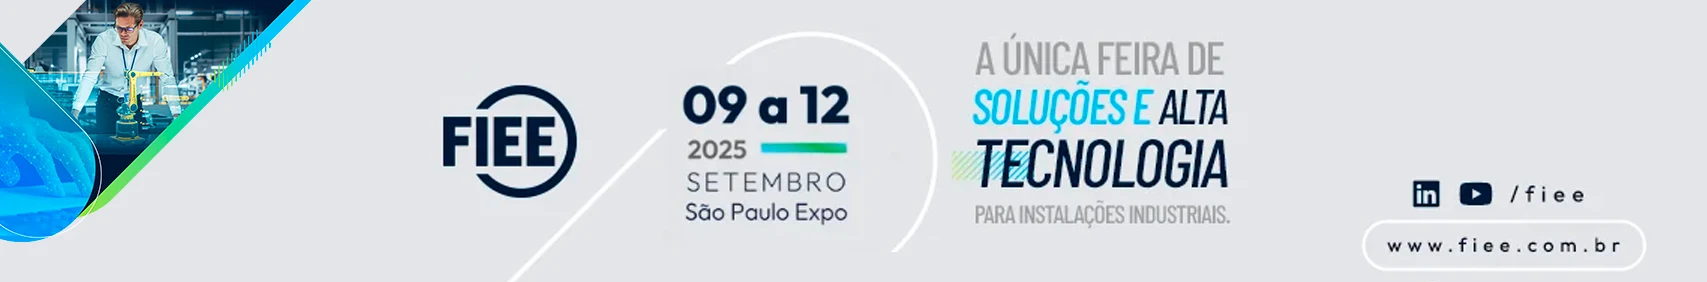 FIEE
09 a 12
2025
SETEMBRO
São Paulo Expo
A ÚNICA FEIRA DE
SOLUÇÕES E ALTA
TECNOLOGIA
PARA INSTALAÇÕES INDUSTRIAIS.
in /fiee
www.fiee.com.br